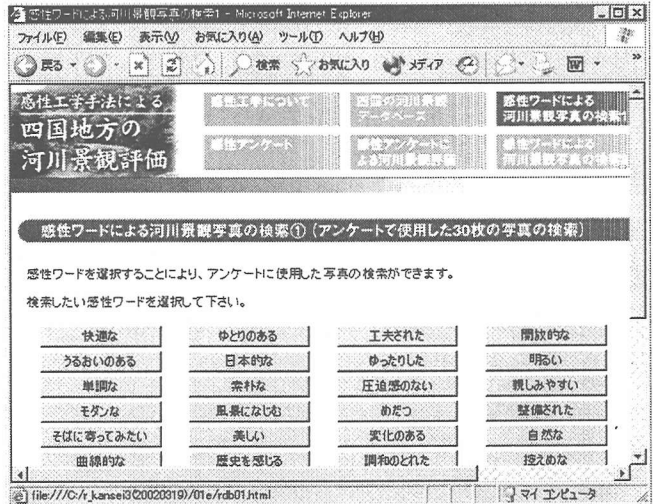 感性ワードによる河川景観写真の検索1 - Microsoft Internet Explorer
ファイル(F) 編集(E) 表示(V) お気に入り(A) ツール(T) ヘルプ(H)
戻る 検索 お気に入り メディア
感性工学手法による
四国地方の
河川景観評価
感性工学について
四国の河川景観
データベース
感性ワードによる
河川景観写真の検索
感性アンケート
感性アンケートに
よる河川景観評価
感性ワードによる
河川景観写真の検索
感性ワードによる河川景観写真の検索① (アンケートで使用した30枚の写真の検索)
感性ワードを選択することにより、アンケートに使用した写真の検索ができます。
検索したい感性ワードを選択して下さい。
快適な ゆとりのある 工夫された 開放的な
うるおいのある 日本的な ゆったりした 明るい
単調な 素朴な 圧迫感のない 親しみやすい
モダンな 風景になじむ めだつ 整備された
そばに寄ってみたい 美しい 変化のある 自然な
曲線的な 歴史を感じる 調和のとれた 控えめな
file:///C:/r_kansei3(20020319)/01e/rdb01.html マイ コンピュータ